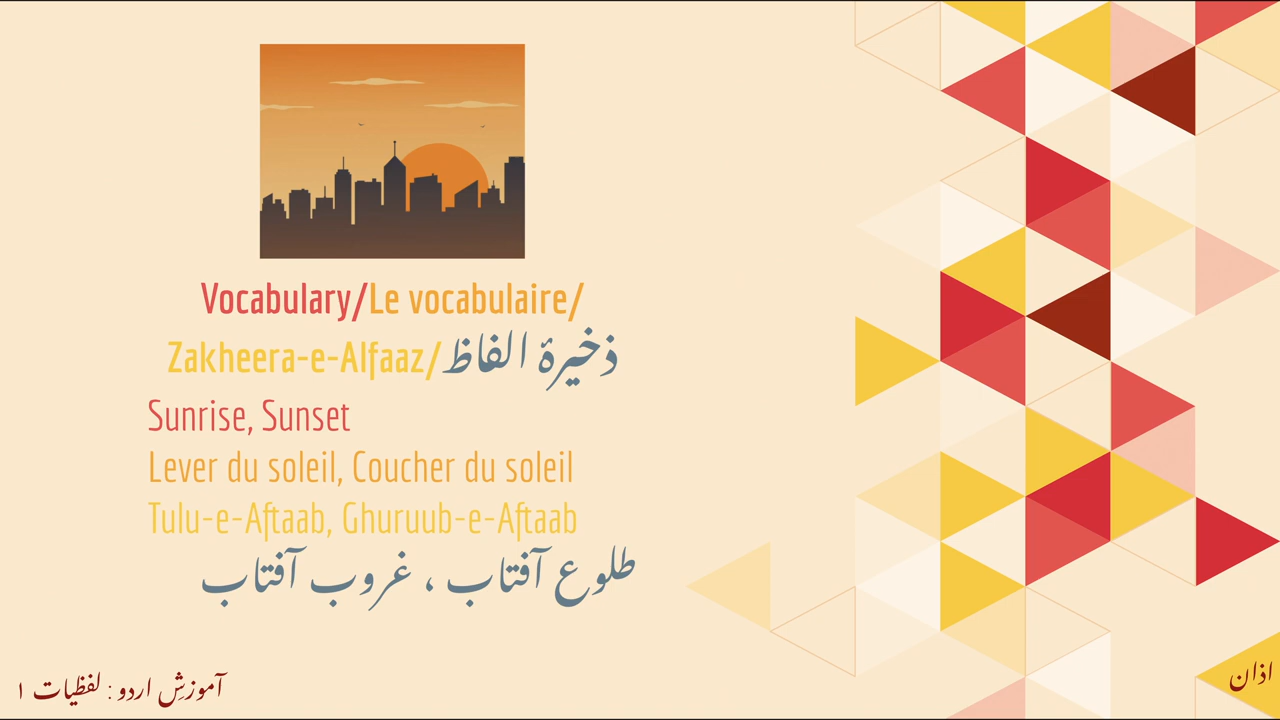 Vocabulary/Le vocabulaire/
Zakheera-e-Alfaaz/ذخیرۂ الفاظ
Sunrise, Sunset
Lever du soleil, Coucher du soleil
Tulu-e-Aftaab, Ghuruub-e-Aftaab
طلوع آفتاب ، غروب آفتاب
آموزشِ اردو : لفظیات ۱
اذان